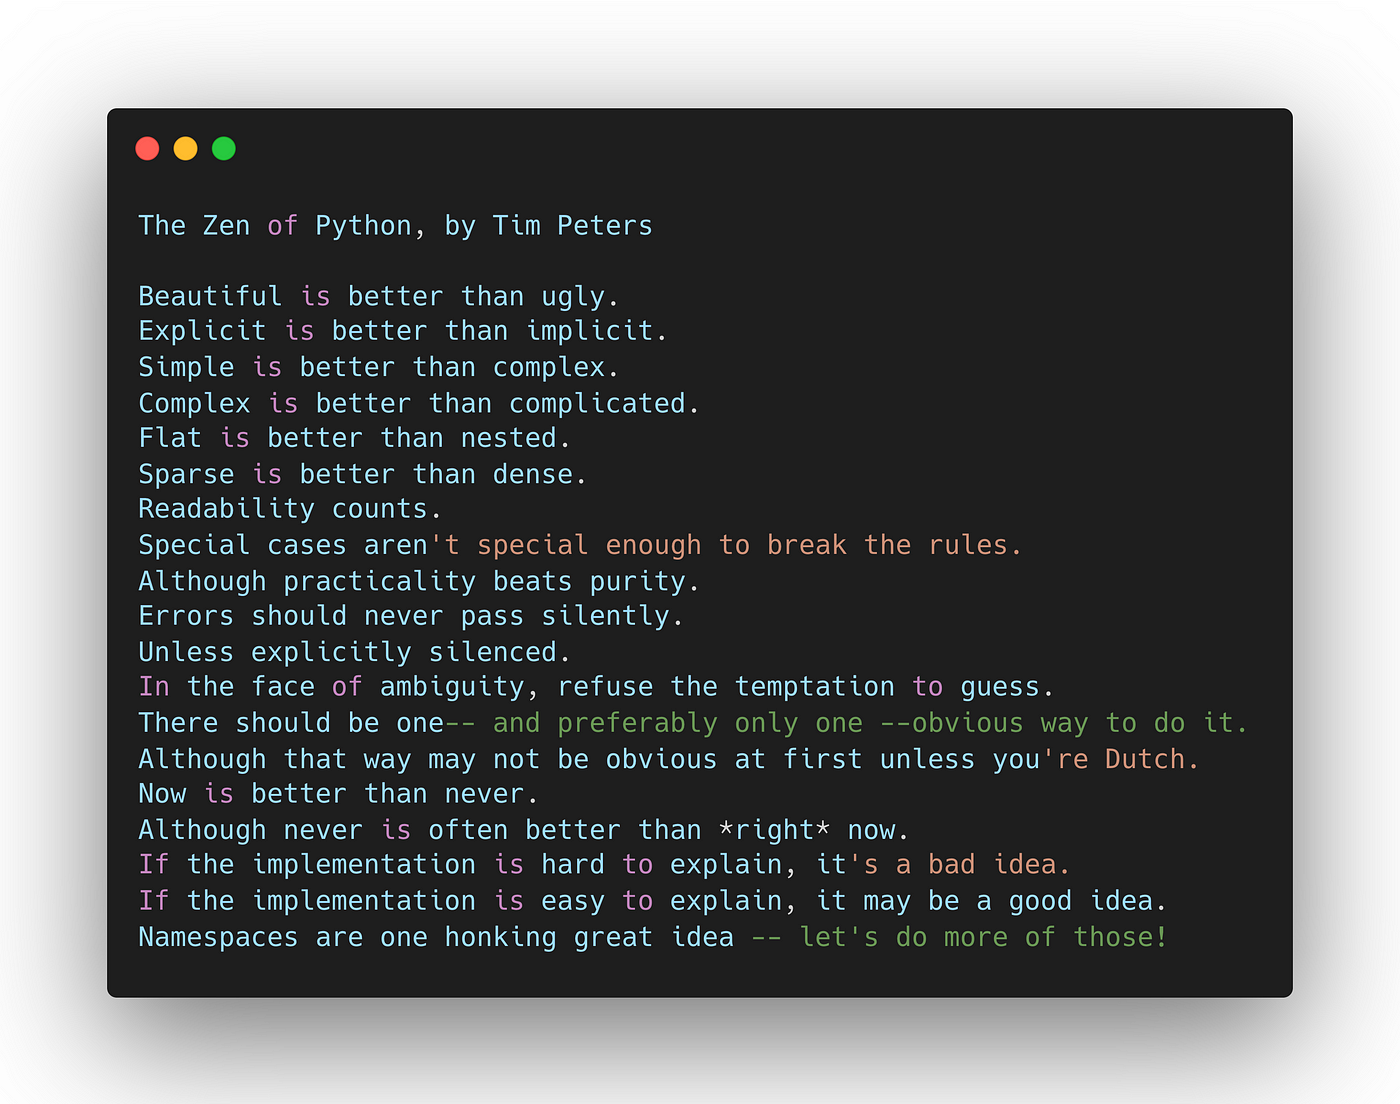 The Zen of Python, by Tim Peters
Beautiful is better than ugly.
Explicit is better than implicit.
Simple is better than complex.
Complex is better than complicated.
Flat is better than nested.
Sparse is better than dense.
Readability counts.
Special cases aren't special enough to break the rules.
Although practicality beats purity.
Errors should never pass silently.
Unless explicitly silenced.
In the face of ambiguity, refuse the temptation to guess.
There should be one-- and preferably only one --obvious way to do it.
Although that way may not be obvious at first unless you're Dutch.
Now is better than never.
Although never is often better than *right* now.
If the implementation is hard to explain, it's a bad idea.
If the implementation is easy to explain, it may be a good idea.
Namespaces are one honking great idea -- let's do more of those!